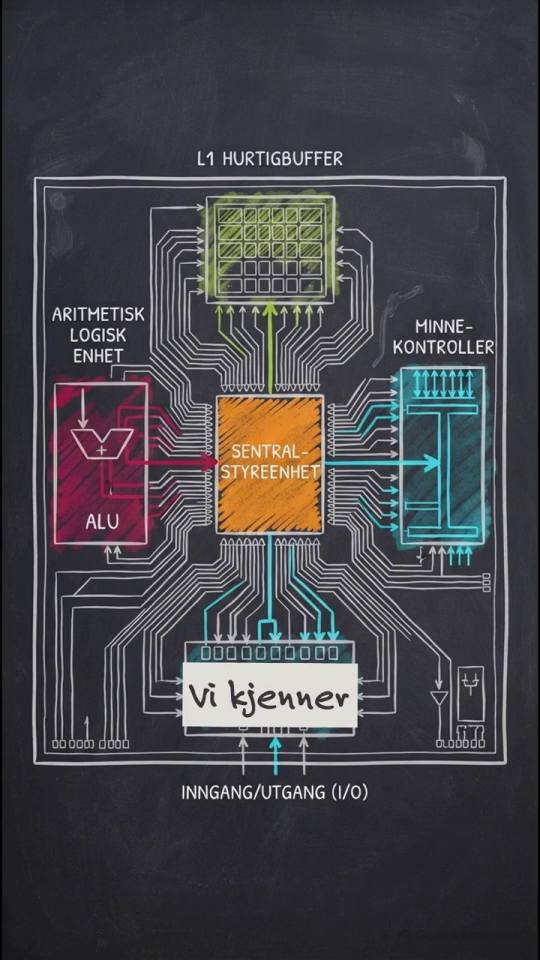 L1 HURTIGBUFFER
ARITMETISK
LOGISK
ENHET
MINNE-
KONTROLLER
SENTRAL-
STYREENHET
+
ALU
Vi kjenner
INNGANG/UTGANG (I/O)